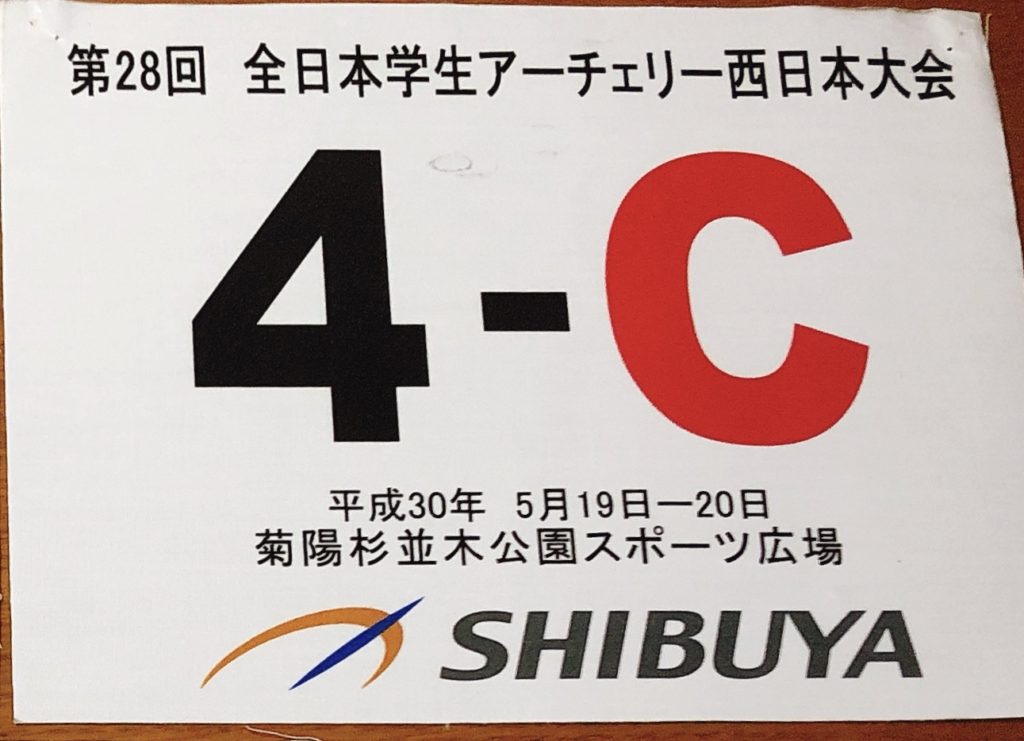 第28回 全日本学生アーチェリー西日本大会
4-C
平成30年 5月19日ー20日
菊陽杉並木公園スポーツ広場
SHIBUYA